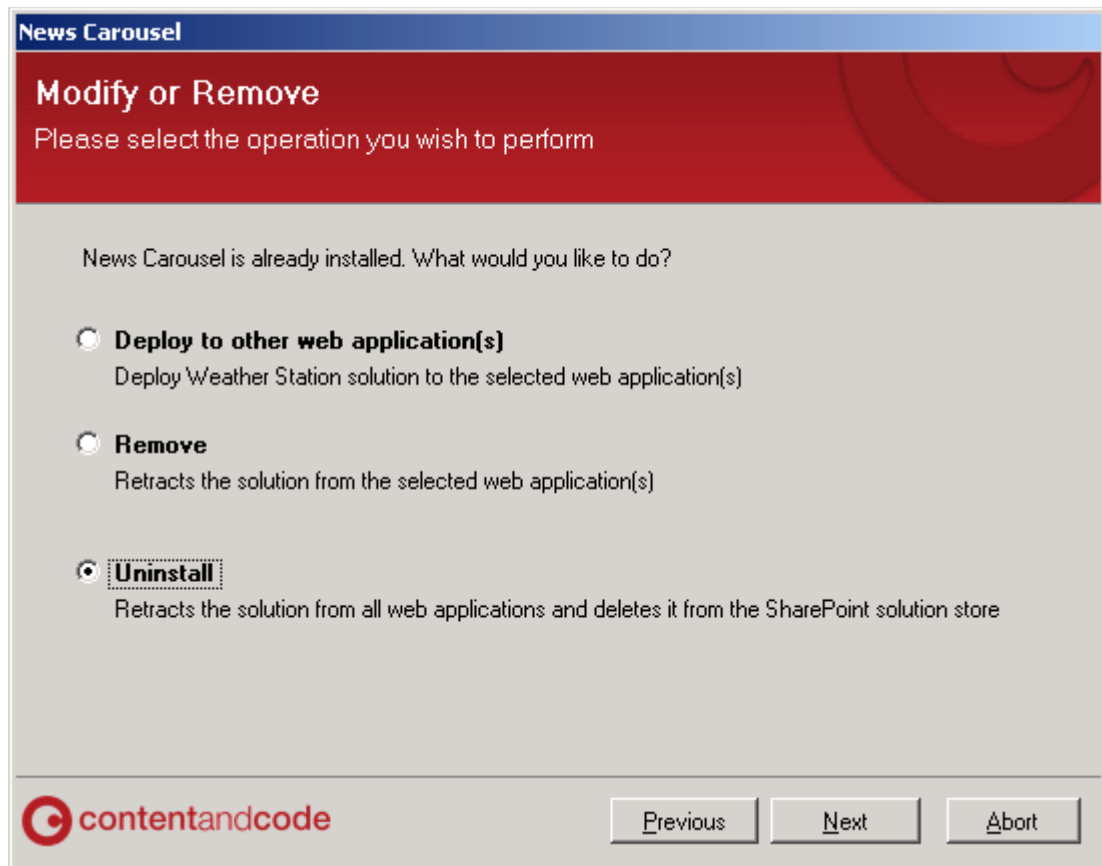 News Carousel
Modify or Remove
Please select the operation you wish to perform
News Carousel is already installed. What would you like to do?
Deploy to other web application(s)
Deploy Weather Station solution to the selected web application(s)
Remove
Retracts the solution from the selected web application(s)
Uninstall
Retracts the solution from all web applications and deletes it from the SharePoint solution store
contentandcode
Previous
Next
Abort